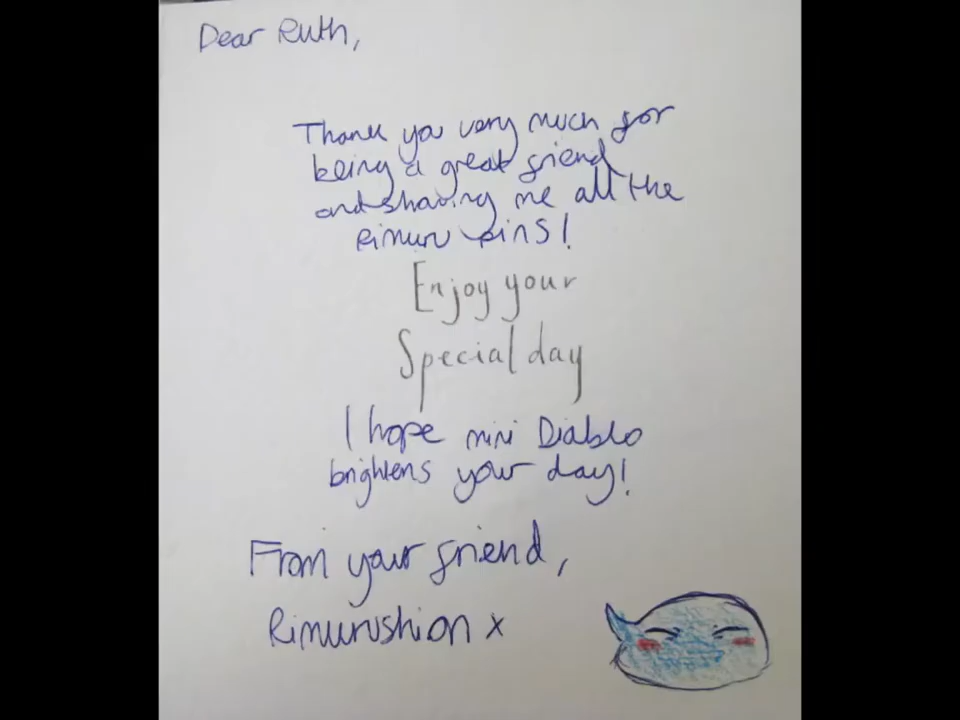 Dear Ruth,
Thank you very much for
being a great friend
and sharing me all the
Rimuru pins!
Enjoy your
Special day
I hope mini Diablo
brightens your day!
From your friend,
Rimurushion x